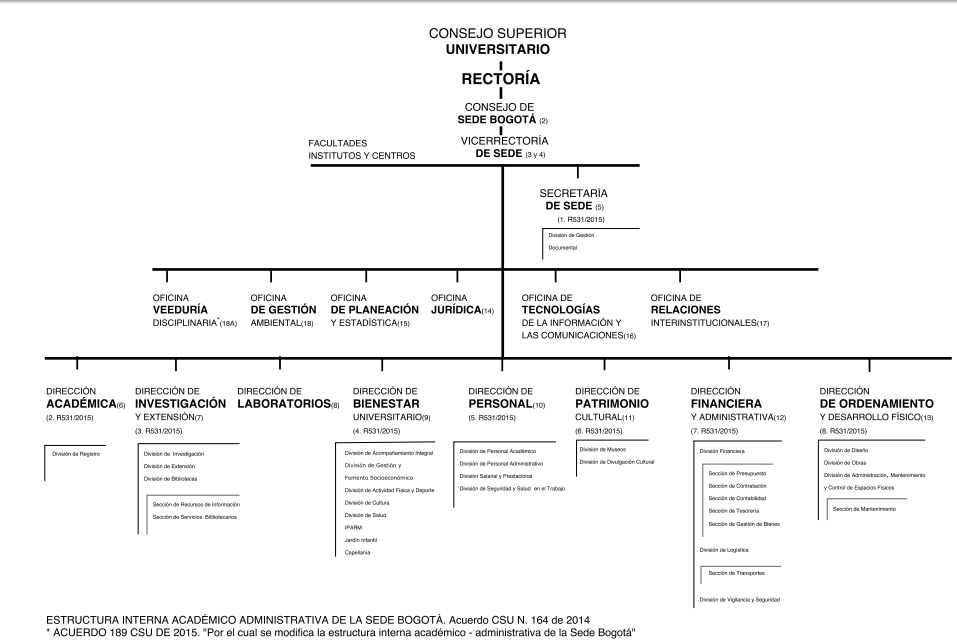 CONSEJO SUPERIOR
UNIVERSITARIO
RECTORÍA
CONSEJO DE
SEDE BOGOTÁ (2)
FACULTADES
INSTITUTOS Y CENTROS
VICERRECTORÍA
DE SEDE (3 y 4)
SECRETARÌA
DE SEDE (5)
(1. R531/2015)
División de Gestión
Documental
OFICINA
VEEDURÍA
DISCIPLINARIA*(18A)
OFICINA
DE GESTIÓN
AMBIENTAL(18)
OFICINA
DE PLANEACIÓN
Y ESTADÍSTICA(15)
OFICINA
JURÍDICA(14)
OFICINA DE
TECNOLOGÍAS
DE LA INFORMACIÓN Y
LAS COMUNICACIONES(16)
OFICINA DE
RELACIONES
INTERINSTITUCIONALES(17)
DIRECCIÓN
ACADÉMICA(6)
(2. R531/2015)
División de Registro
DIRECCIÓN DE
INVESTIGACIÓN
Y EXTENSIÓN(7)
(3. R531/2015)
División de Investigación
División de Extensión
División de Bibliotecas
Sección de Recursos de Información
Sección de Servicios Bibliotecarios
DIRECCIÓN DE
LABORATORIOS(8)
DIRECCIÓN DE
BIENESTAR
UNIVERSITARIO(9)
(4. R531/2015)
División de Acompañamiento Integral
División de Gestión y
Fomento Socioeconómico
División de Actividad Física y Deporte
División de Cultura
División de Salud
IPARM
Jardín Infantil
Capellanía
DIRECCIÓN DE
PERSONAL(10)
(5. R531/2015)
División de Personal Académico
División de Personal Administrativo
División Salarial y Prestacional
División de Seguridad y Salud en el Trabajo
DIRECCIÓN DE
PATRIMONIO
CULTURAL(11)
(6. R531/2015)
División de Museos
División de Divulgación Cultural
DIRECCIÓN
FINANCIERA
Y ADMINISTRATIVA(12)
(7. R531/2015)
División Financiera
Sección de Presupuesto
Sección de Contratación
Sección de Contabilidad
Sección de Tesorería
Sección de Gestión de Bienes
División de Logística
Sección de Transportes
División de Vigilancia y Seguridad
DIRECCIÓN
DE ORDENAMIENTO
Y DESARROLLO FÍSICO(13)
(8. R531/2015)
División de Diseño
División de Obras
División de Administración, Mantenimiento
y Control de Espacios Físicos
Sección de Mantenimiento
ESTRUCTURA INTERNA ACADÉMICO ADMINISTRATIVA DE LA SEDE BOGOTÁ. Acuerdo CSU N. 164 de 2014
* ACUERDO 189 CSU DE 2015. "Por el cual se modifica la estructura interna académico - administrativa de la Sede Bogotá"